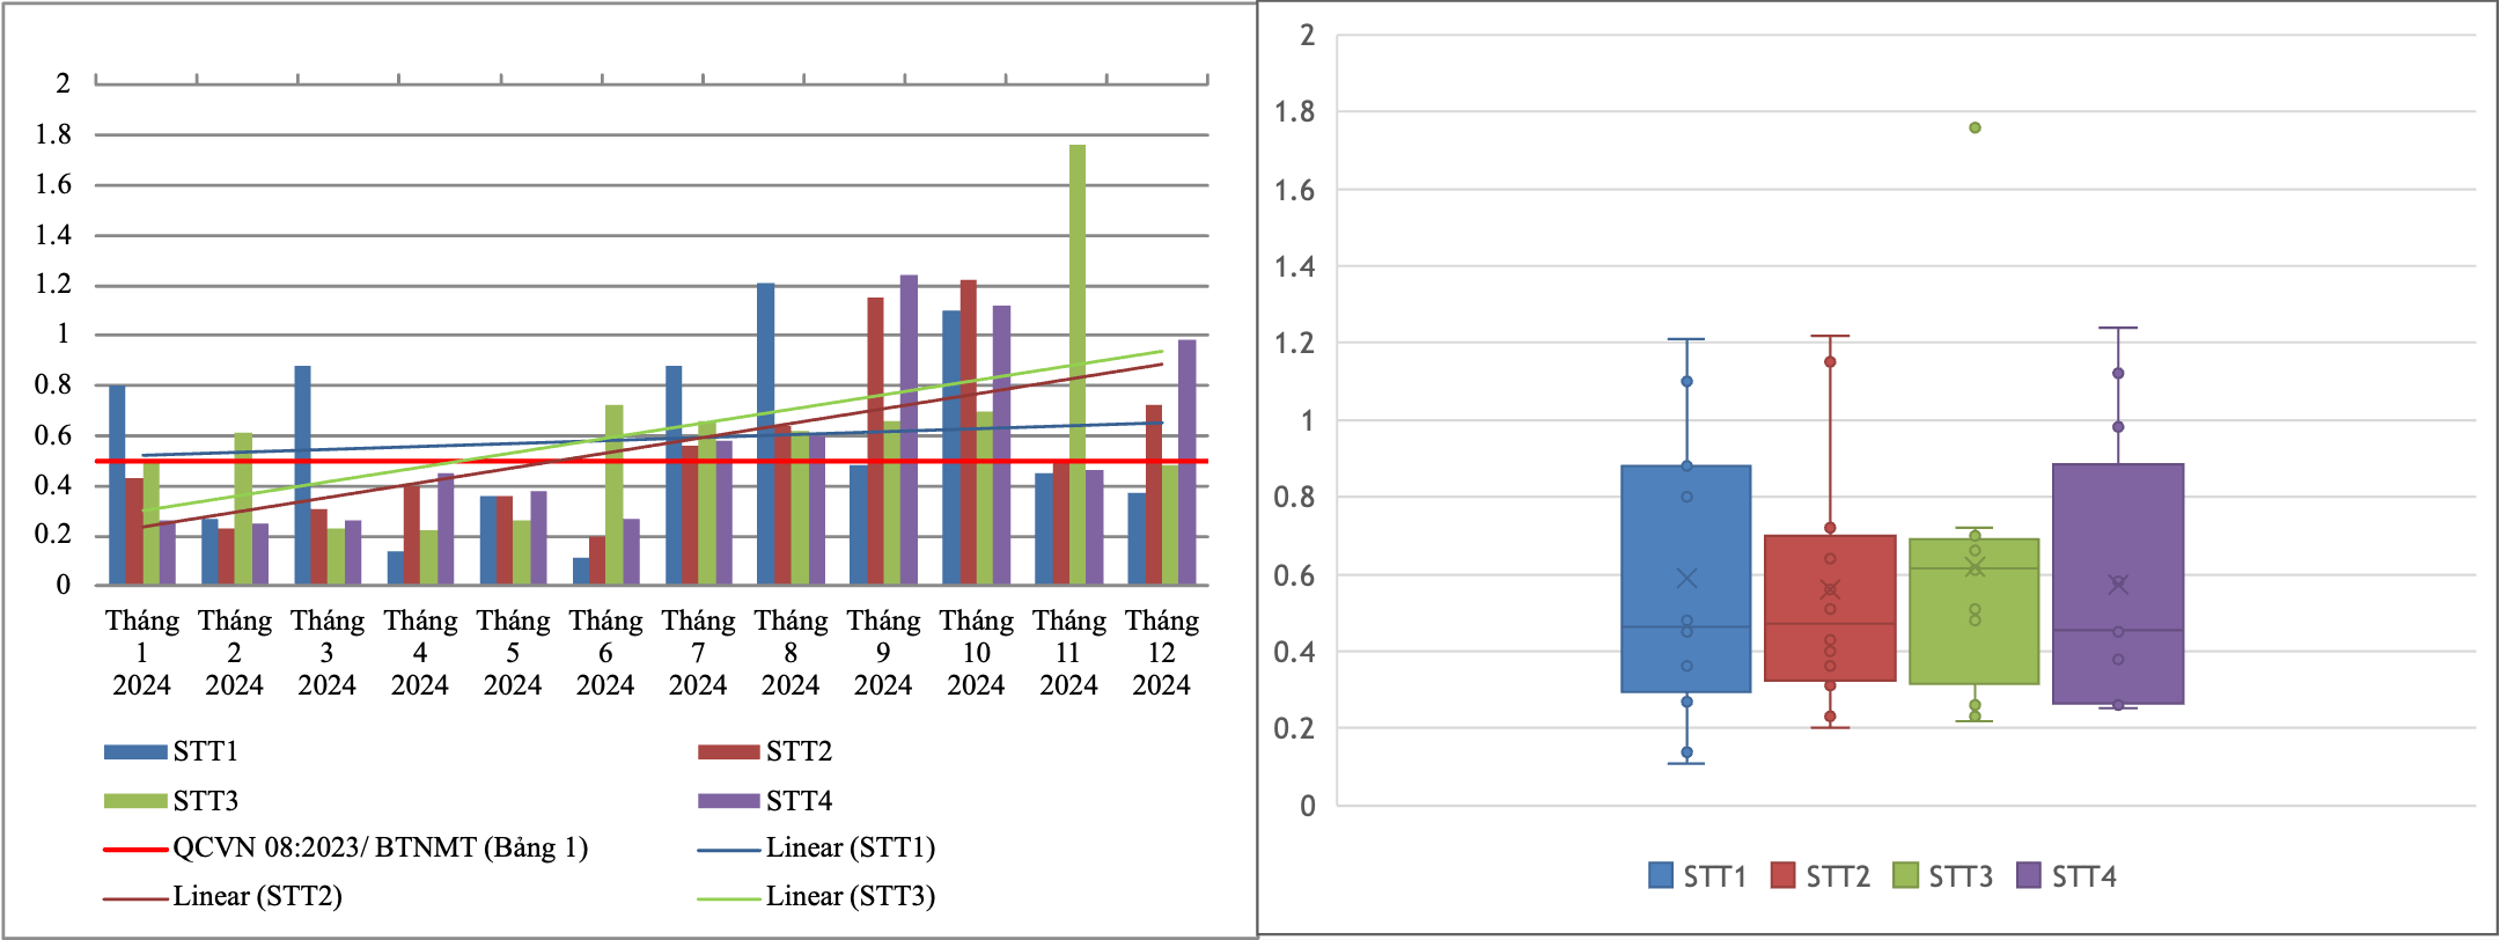 2
1.8
1.6
1.4
1.2
1
0.8
0.6
0.4
0.2
0
Tháng Tháng Tháng Tháng Tháng Tháng Tháng Tháng Tháng Tháng Tháng Tháng
1 2 3 4 5 6 7 8 9 10 11 12
2024 2024 2024 2024 2024 2024 2024 2024 2024 2024 2024 2024
STT1 STT2
STT3 STT4
QCVN 08:2023/ BTNMT (Bảng 1) Linear (STT1)
Linear (STT2) Linear (STT3)
2
1.8
1.6
1.4
1.2
1
0.8
0.6
0.4
0.2
0
STT1 STT2 STT3 STT4